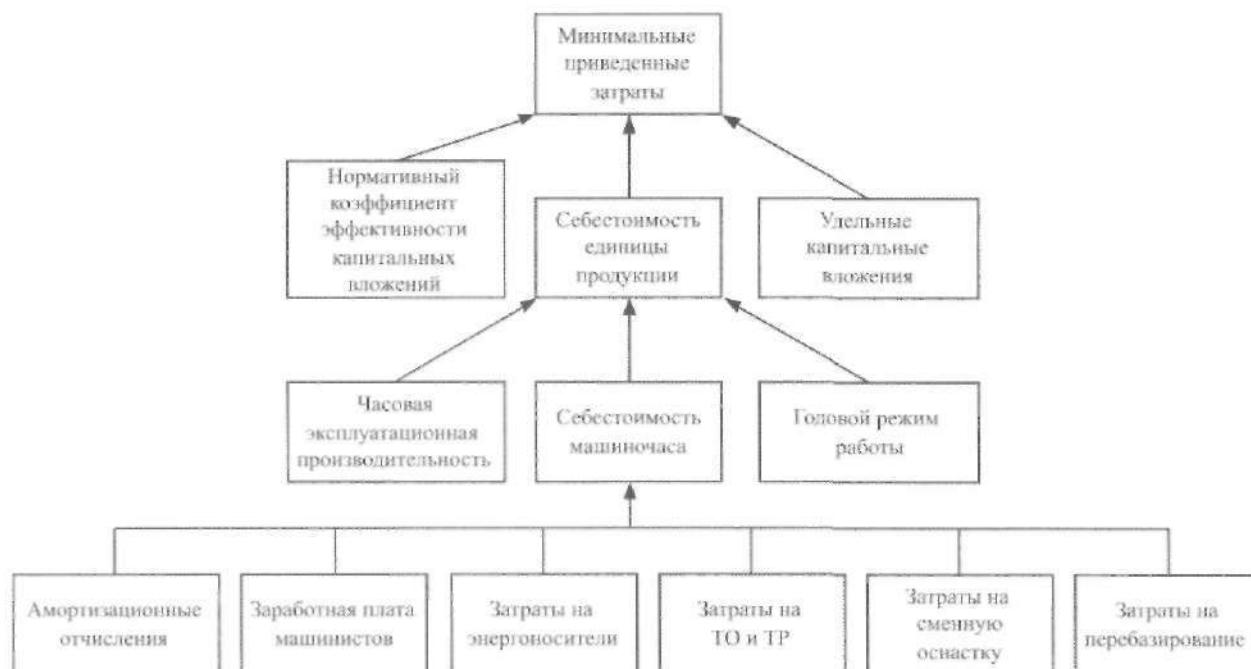 Минимальные
приведенные
затраты
Нормативный
коэффициент
эффективности
капитальных
вложений
Себестоимость
единицы
продукции
Удельные
капитальные
вложения
Часовая
эксплуатационная
производительность
Себестоимость
машиночаса
Годовой режим
работы
Амортизационные
отчисления
Заработная плата
машинистов
Затраты на
энергоносители
Затраты на
ТО и ТР
Затраты на
сменную
оснастку
Затраты на
перебазирование